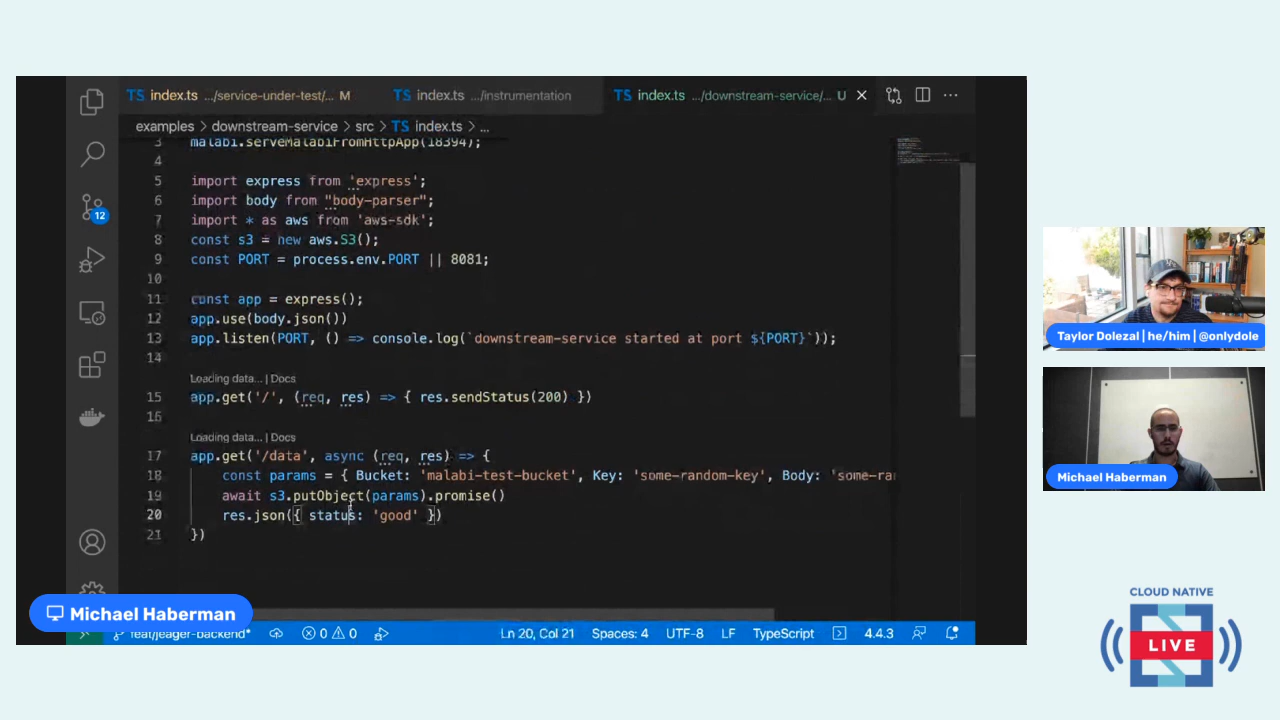 TS index.ts .../service-under-test/... M
TS index.ts .../instrumentation
TS index.ts .../downstream-service/... U
examples > downstream-service > src > TS index.ts > ...
3 malabi.serveMalabiFromHttpApp(18394);
4
5 import express from 'express';
6 import body from "body-parser";
7 import * as aws from 'aws-sdk';
8 const s3 = new aws.S3();
9 const PORT = process.env.PORT || 8081;
10
11 const app = express();
12 app.use(body.json())
13 app.listen(PORT, () => console.log(`downstream-service started at port ${PORT}`));
14
Loading data... | Docs
15 app.get('/', (req, res) => { res.sendStatus(200) })
16
Loading data... | Docs
17 app.get('/data', async (req, res) => {
18 const params = { Bucket: 'malabi-test-bucket', Key: 'some-random-key', Body: 'some-ra
19 await s3.putObject(params).promise()
20 res.json({ status: 'good' })
21 })
12
Michael Haberman
feat/jeager-backend*
0 0
Ln 20, Col 21
Spaces: 4
UTF-8
LF
TypeScript
4.4.3
Taylor Dolezal | he/him | @onlydole
Michael Haberman
CLOUD NATIVE
LIVE